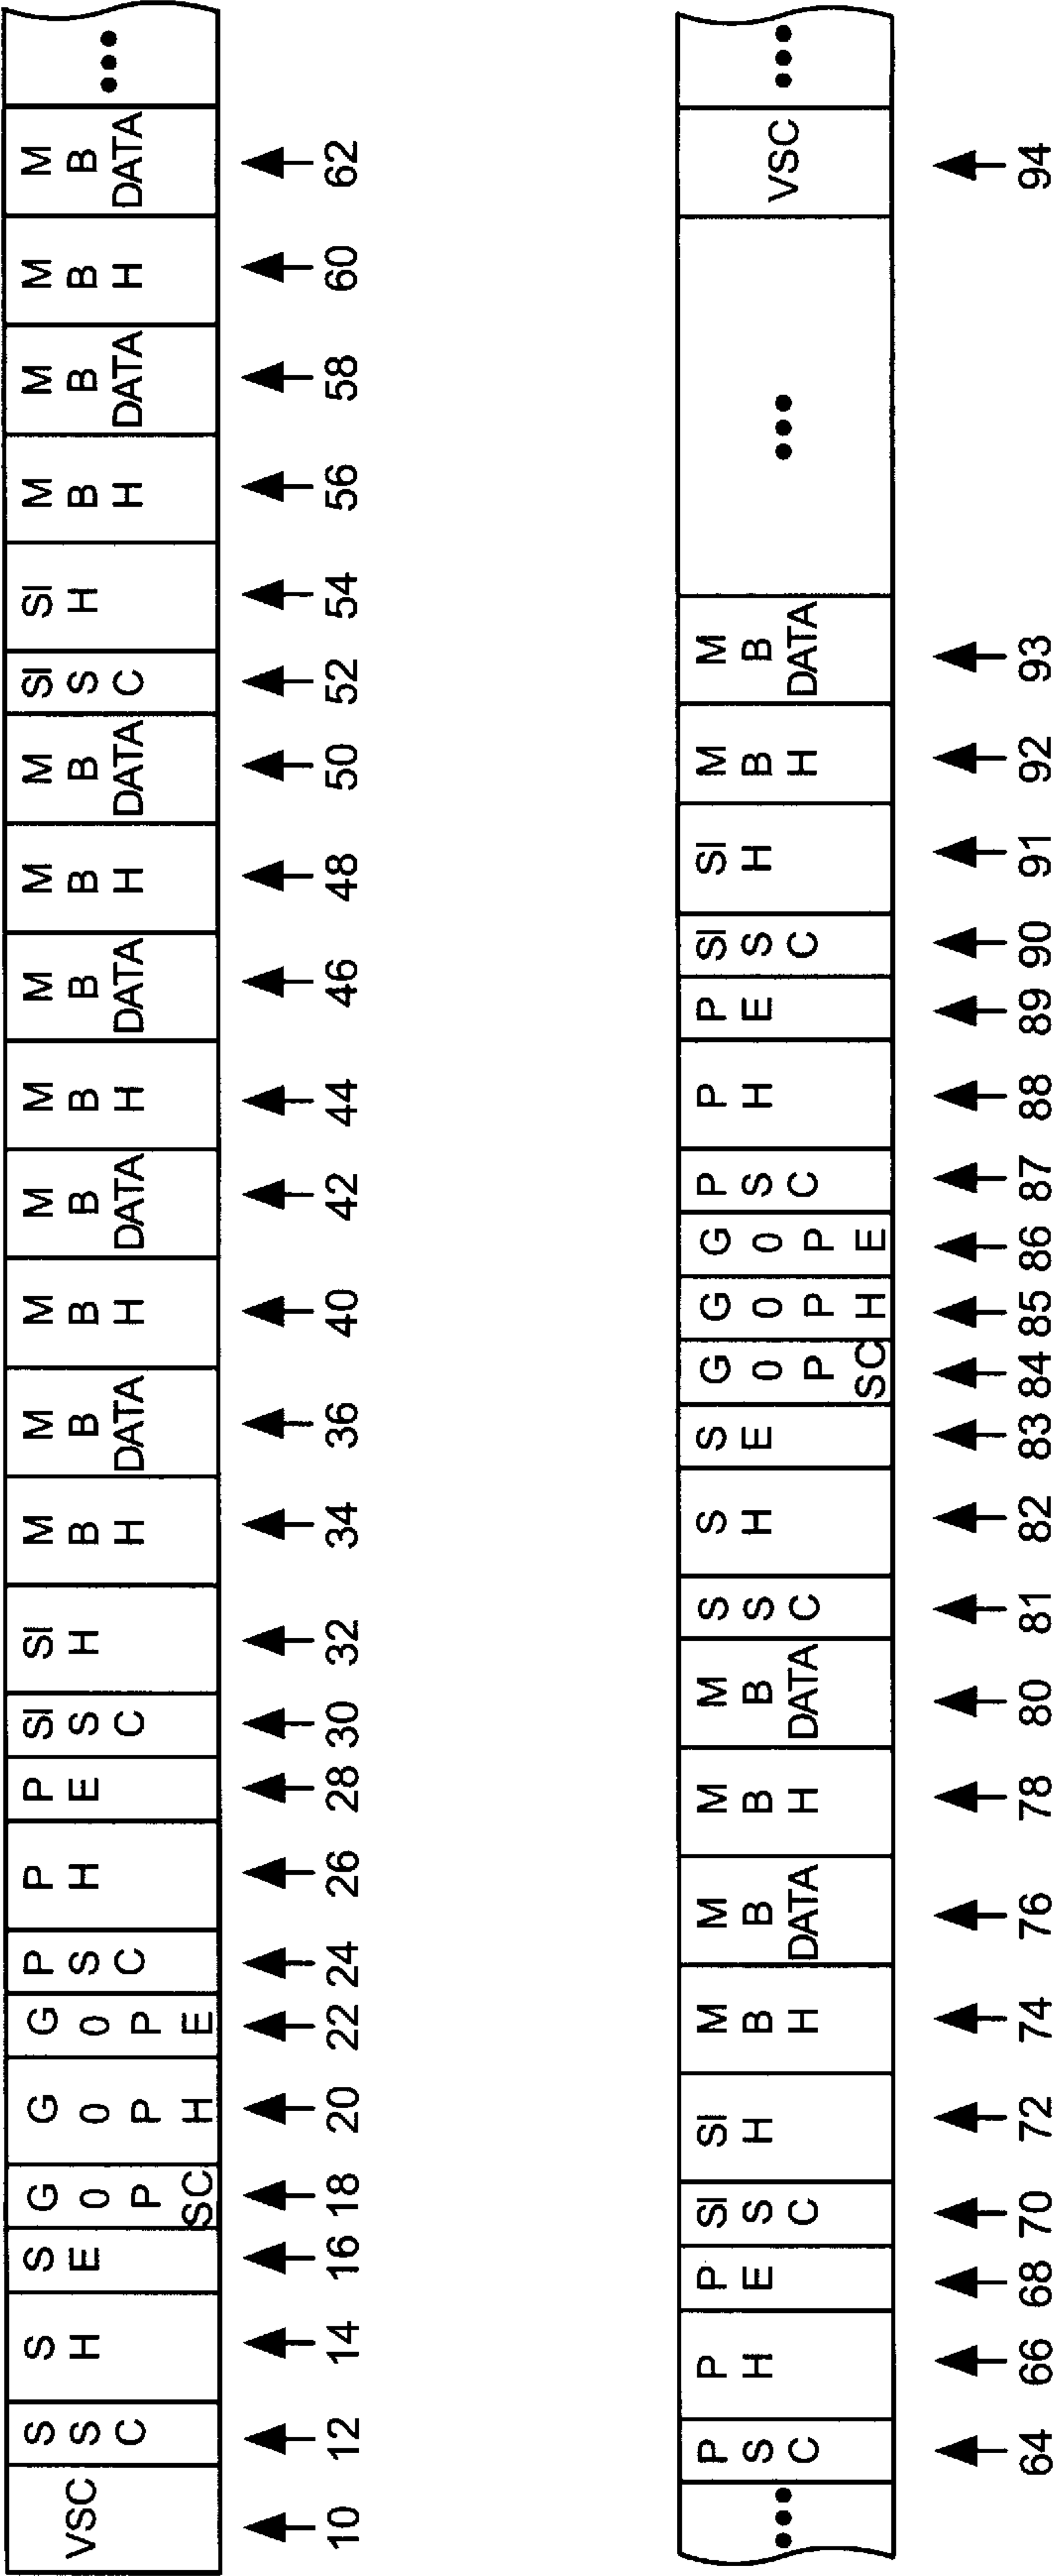 VSC
S S C
S H
S E
G 0 P SC
G 0 P H
G 0 P E
P S C
P H
P E
SI S C
SI H
M B H
M B DATA
M B H
M B DATA
M B H
M B DATA
M B H
M B DATA
SI S C
SI H
M B H
M B DATA
M B H
M B DATA
•••
10 12 14 16 18 20 22 24 26 28 30 32 34 36 40 42 44 46 48 50 52 54 56 58 60 62
•••
P S C
P H
P E
SI S C
SI H
M B H
M B DATA
M B H
M B DATA
S S C
S H
S E
G 0 P SC
G 0 P H
G 0 P E
P S C
P H
P E
SI S C
SI H
M B H
M B DATA
•••
VSC
•••
64 66 68 70 72 74 76 78 80 81 82 83 84 85 86 87 88 89 90 91 92 93 94